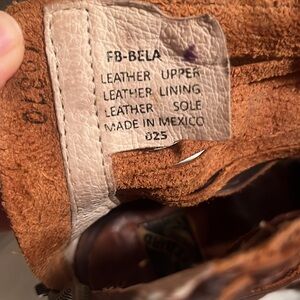 FB-BELA
LEATHER UPPER
LEATHER LINING
LEATHER SOLE
MADE IN MEXICO
025